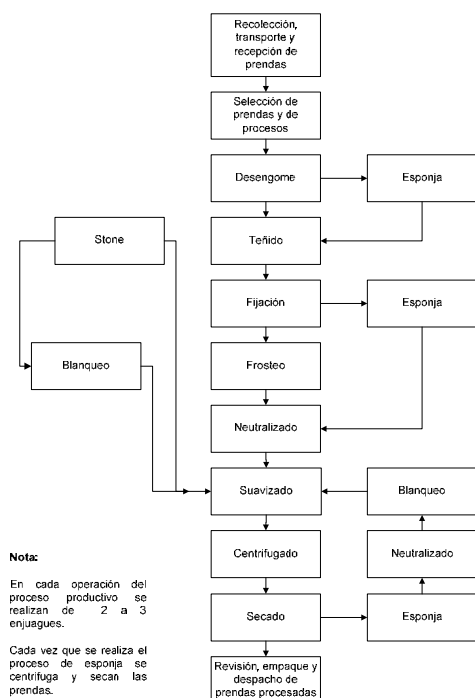 Recolección,
transporte y
recepción de
prendas
Selección de
prendas y de
procesos
Desengome
Esponja
Stone
Teñido
Fijación
Esponja
Blanqueo
Frosteo
Neutralizado
Suavizado
Blanqueo
Centrifugado
Neutralizado
Secado
Esponja
Revisión, empaque y
despacho de
prendas procesadas
Nota:
En cada operación del
proceso productivo se
realizan de 2 a 3
enjuagues.
Cada vez que se realiza el
proceso de esponja se
centrifuga y secan las
prendas.